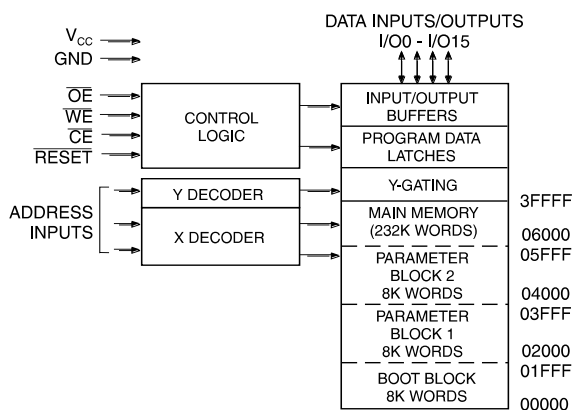 DATA INPUTS/OUTPUTS
I/O0 - I/O15
VCC
GND
OE
WE
CE
RESET
CONTROL
LOGIC
INPUT/OUTPUT
BUFFERS
PROGRAM DATA
LATCHES
ADDRESS
INPUTS
Y DECODER
X DECODER
Y-GATING
3FFFF
MAIN MEMORY
(232K WORDS)
06000
05FFF
PARAMETER
BLOCK 2
8K WORDS
04000
03FFF
PARAMETER
BLOCK 1
8K WORDS
02000
01FFF
BOOT BLOCK
8K WORDS
00000